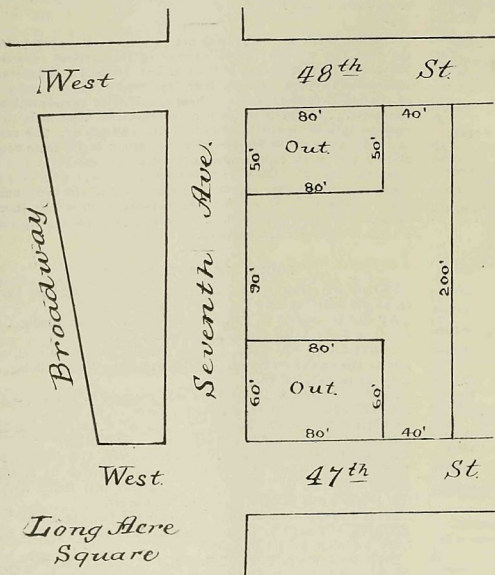 West 48th St.
80' 40'
Out.
50' 50'
80'
Broadway
Seventh Ave.
90'
200'
80'
Out.
60' 60'
80' 40'
West. 47th St.
Long Acre
Square